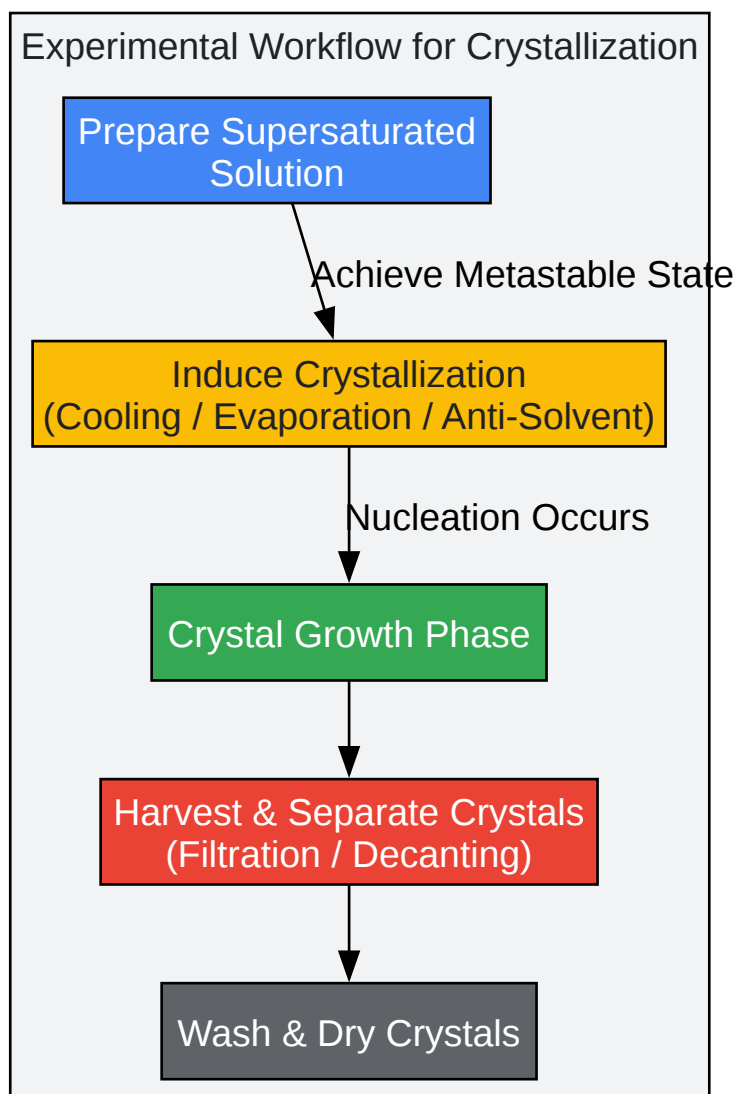 Experimental Workflow for Crystallization
Prepare Supersaturated
Solution
Achieve Metastable State
Induce Crystallization
(Cooling / Evaporation / Anti-Solvent)
Nucleation Occurs
Crystal Growth Phase
Harvest & Separate Crystals
(Filtration / Decanting)
Wash & Dry Crystals